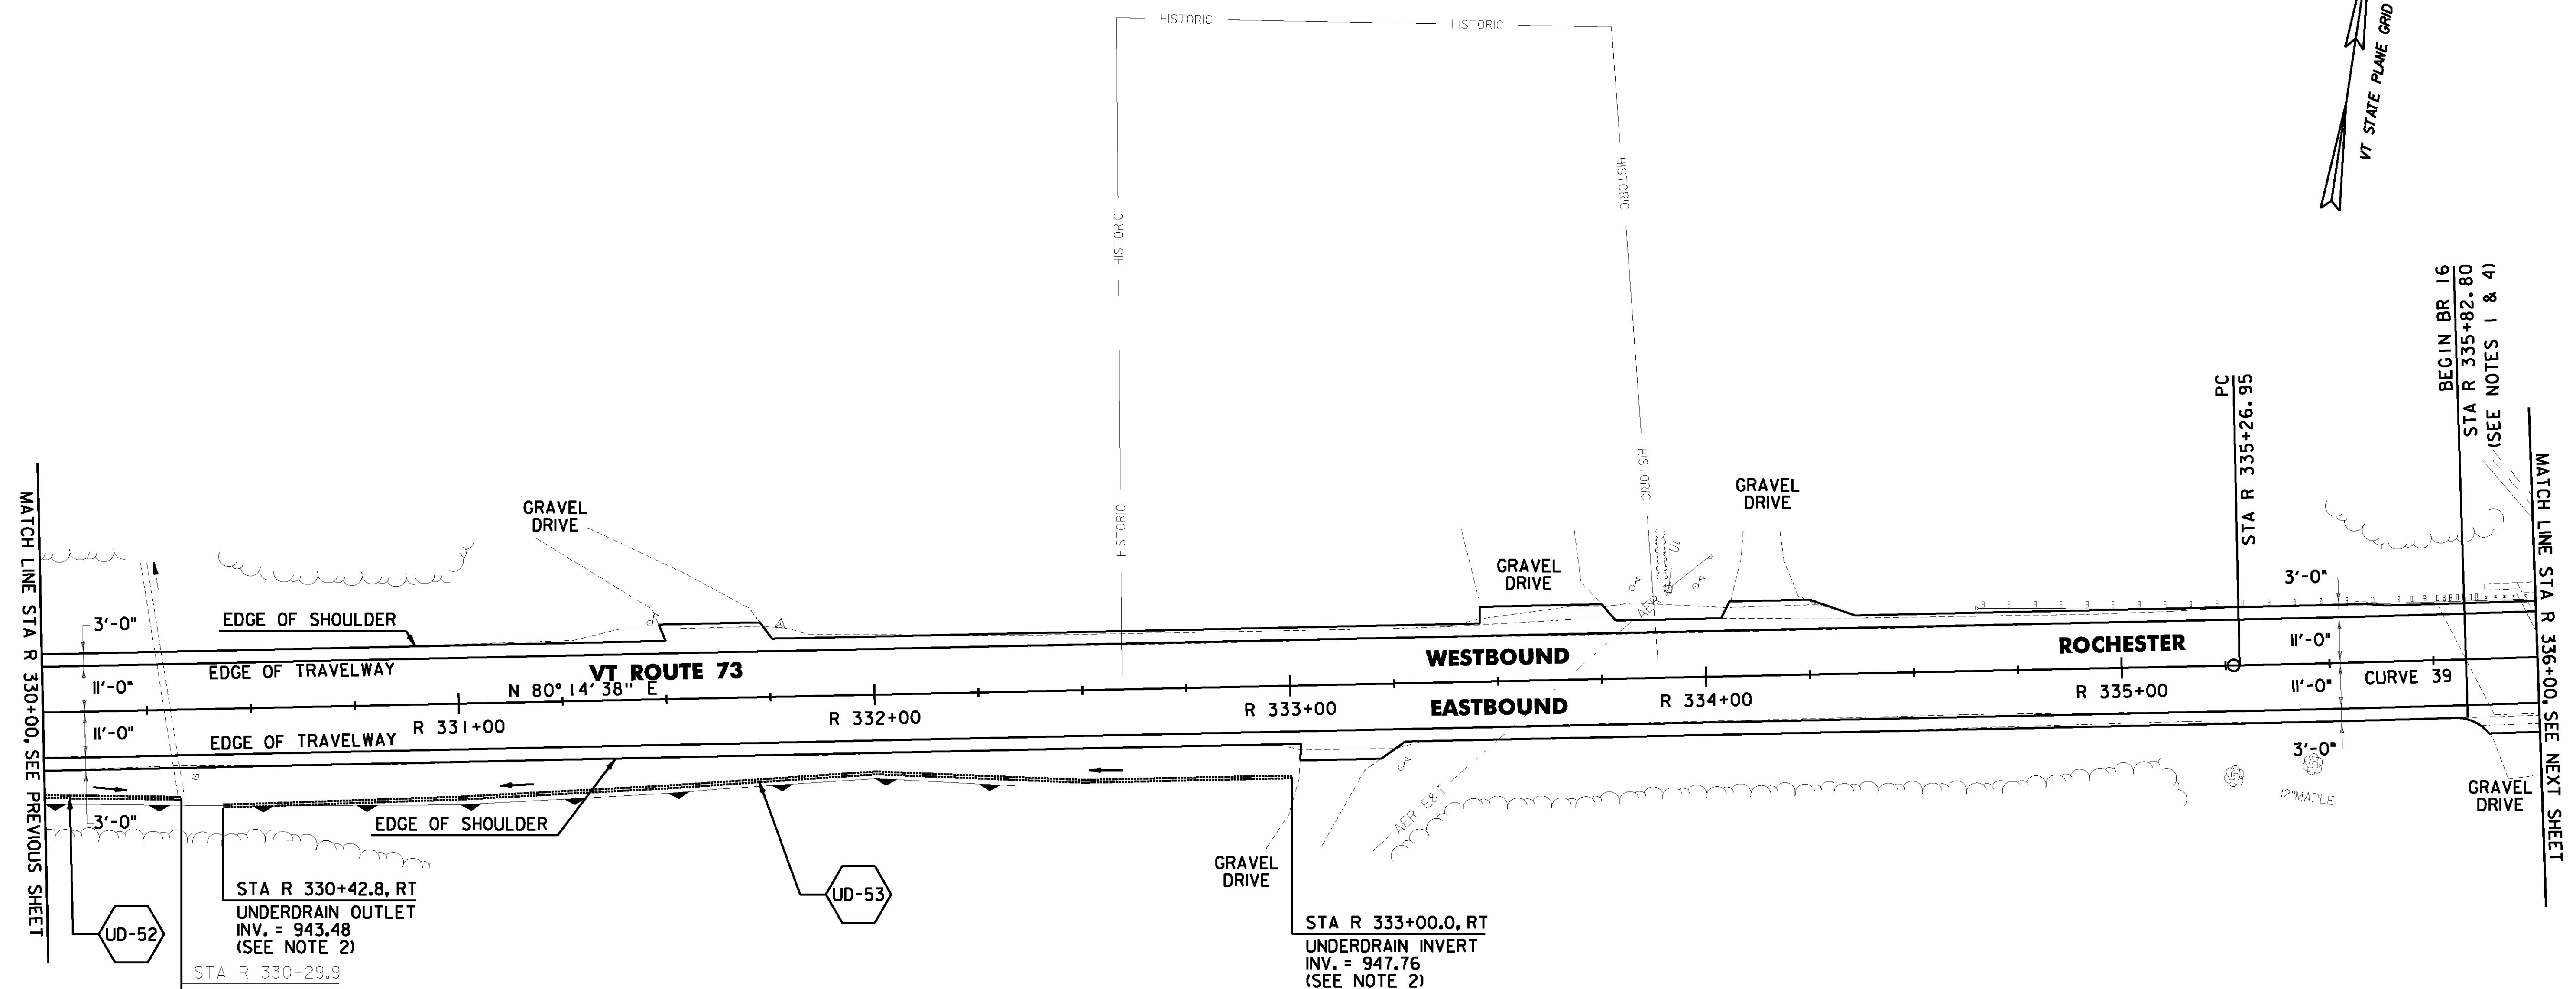 HISTORIC
HISTORIC
HISTORIC
HISTORIC
HISTORIC
HISTORIC
VT STATE PLANE GRID
MATCH LINE STA R 330+00, SEE PREVIOUS SHEET
3'-0"
11'-0"
11'-0"
3'-0"
EDGE OF SHOULDER
EDGE OF TRAVELWAY
GRAVEL
DRIVE
VT ROUTE 73
N 80° 14' 38" E
EDGE OF TRAVELWAY
R 331+00
R 332+00
R 333+00
R 334+00
R 335+00
WESTBOUND
EASTBOUND
ROCHESTER
GRAVEL
DRIVE
GRAVEL
DRIVE
AER
PC
STA R 335+26.95
BEGIN BR 16
STA R 335+82.80
(SEE NOTES 1 & 4)
3'-0"
11'-0"
11'-0"
3'-0"
CURVE 39
MATCH LINE STA R 336+00, SEE NEXT SHEET
12"MAPLE
GRAVEL
DRIVE
AER E&T
GRAVEL
DRIVE
EDGE OF SHOULDER
UD-52
UD-53
STA R 330+42.8, RT
UNDERDRAIN OUTLET
INV. = 943.48
(SEE NOTE 2)
STA R 330+29.9
STA R 333+00.0, RT
UNDERDRAIN INVERT
INV. = 947.76
(SEE NOTE 2)